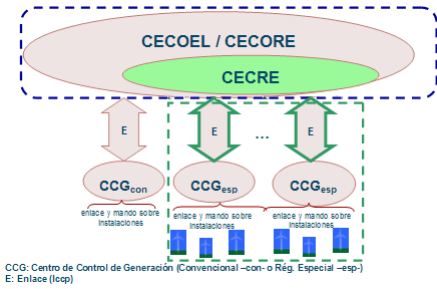 CECOEL / CECORE
CECRE
E
E
...
E
CCGcon
CCGesp
CCGesp
enlace y mando sobre
Instalaciones
enlace y mando sobre
Instalaciones
enlace y mando sobre
Instalaciones
CCG: Centro de Control de Generación (Convencional –con- o Rég. Especial –esp-)
E: Enlace (Iccp)